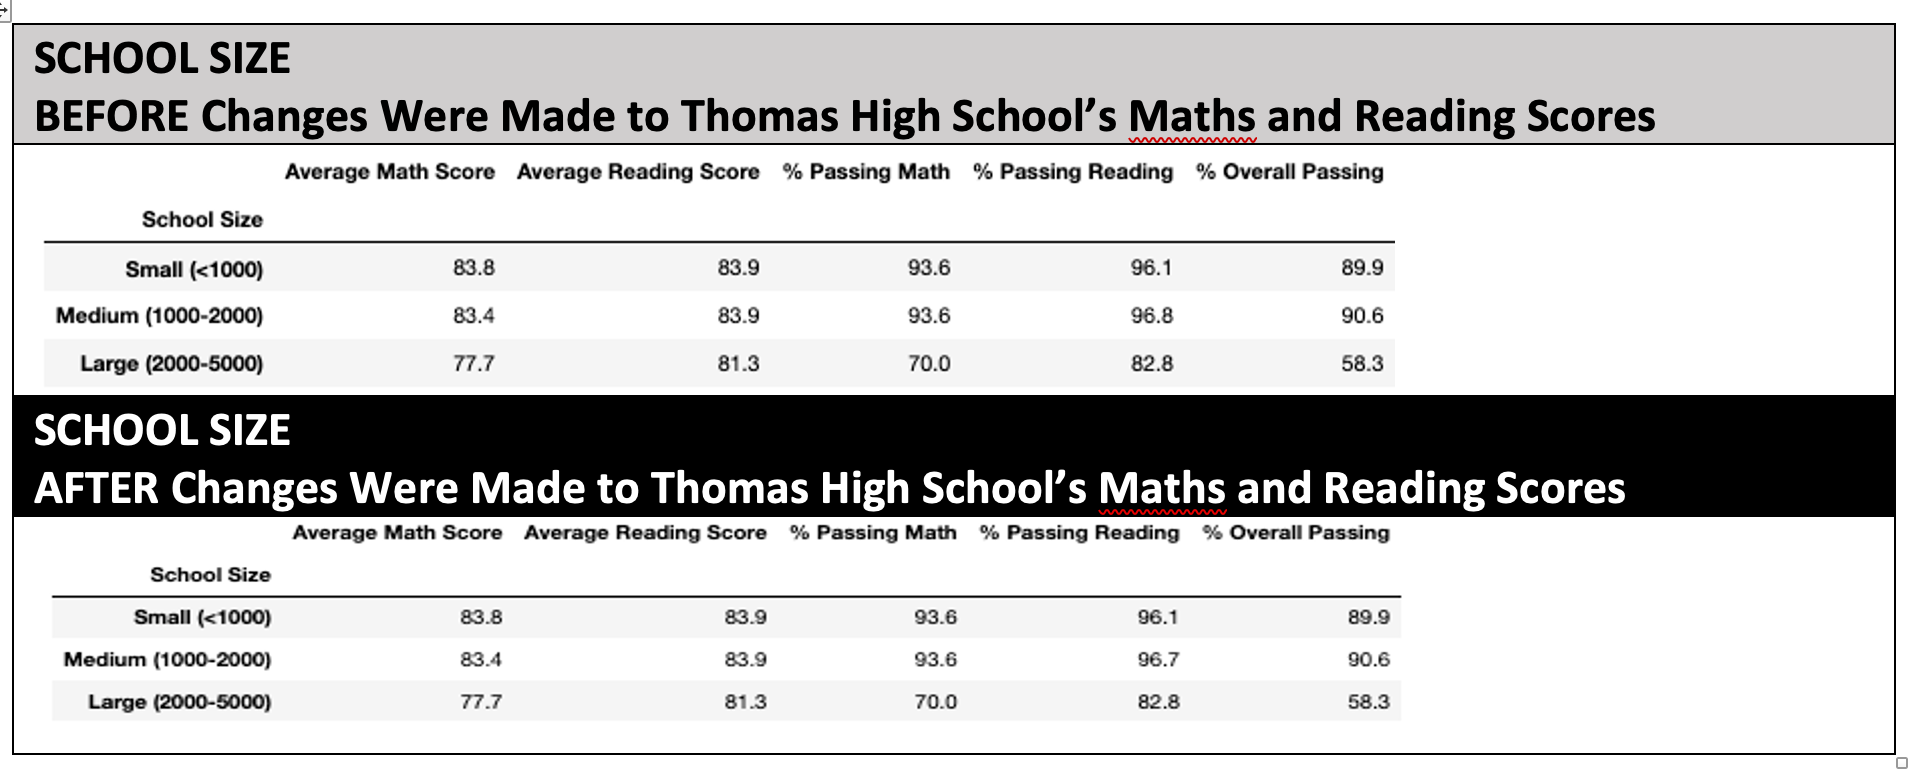 SCHOOL SIZE
BEFORE Changes Were Made to Thomas High School’s Maths and Reading Scores
Average Math Score Average Reading Score % Passing Math % Passing Reading % Overall Passing
School Size
Small (<1000) 83.8 83.9 93.6 96.1 89.9
Medium (1000-2000) 83.4 83.9 93.6 96.8 90.6
Large (2000-5000) 77.7 81.3 70.0 82.8 58.3
SCHOOL SIZE
AFTER Changes Were Made to Thomas High School’s Maths and Reading Scores
Average Math Score Average Reading Score % Passing Math % Passing Reading % Overall Passing
School Size
Small (<1000) 83.8 83.9 93.6 96.1 89.9
Medium (1000-2000) 83.4 83.9 93.6 96.7 90.6
Large (2000-5000) 77.7 81.3 70.0 82.8 58.3